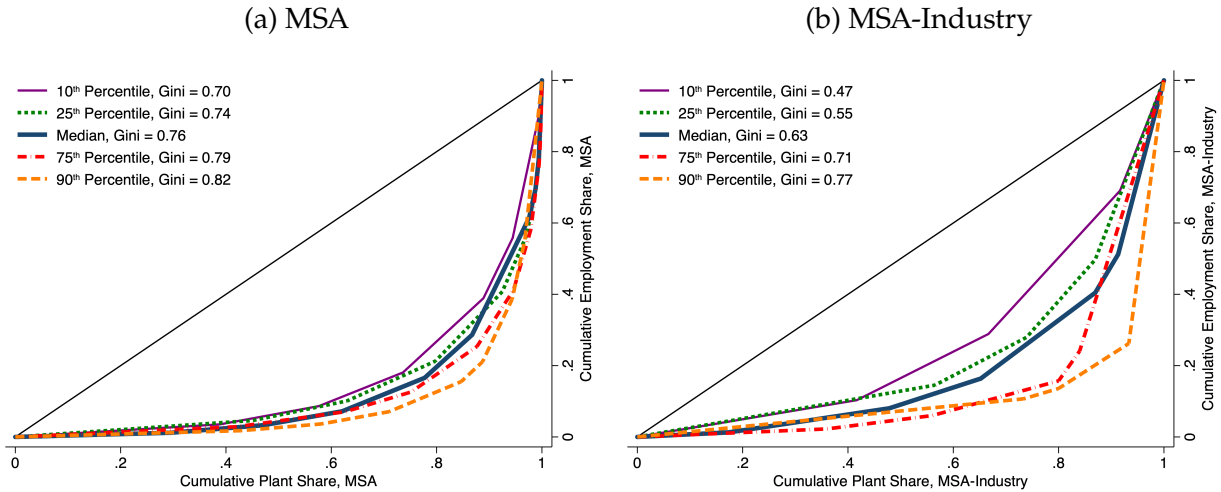 (a) MSA
10th Percentile, Gini = 0.70
25th Percentile, Gini = 0.74
Median, Gini = 0.76
75th Percentile, Gini = 0.79
90th Percentile, Gini = 0.82
0 .2 .4 .6 .8 1
Cumulative Employment Share, MSA
0 .2 .4 .6 .8 1
Cumulative Plant Share, MSA
(b) MSA-Industry
10th Percentile, Gini = 0.47
25th Percentile, Gini = 0.55
Median, Gini = 0.63
75th Percentile, Gini = 0.71
90th Percentile, Gini = 0.77
0 .2 .4 .6 .8 1
Cumulative Employment Share, MSA-Industry
0 .2 .4 .6 .8 1
Cumulative Plant Share, MSA-Industry